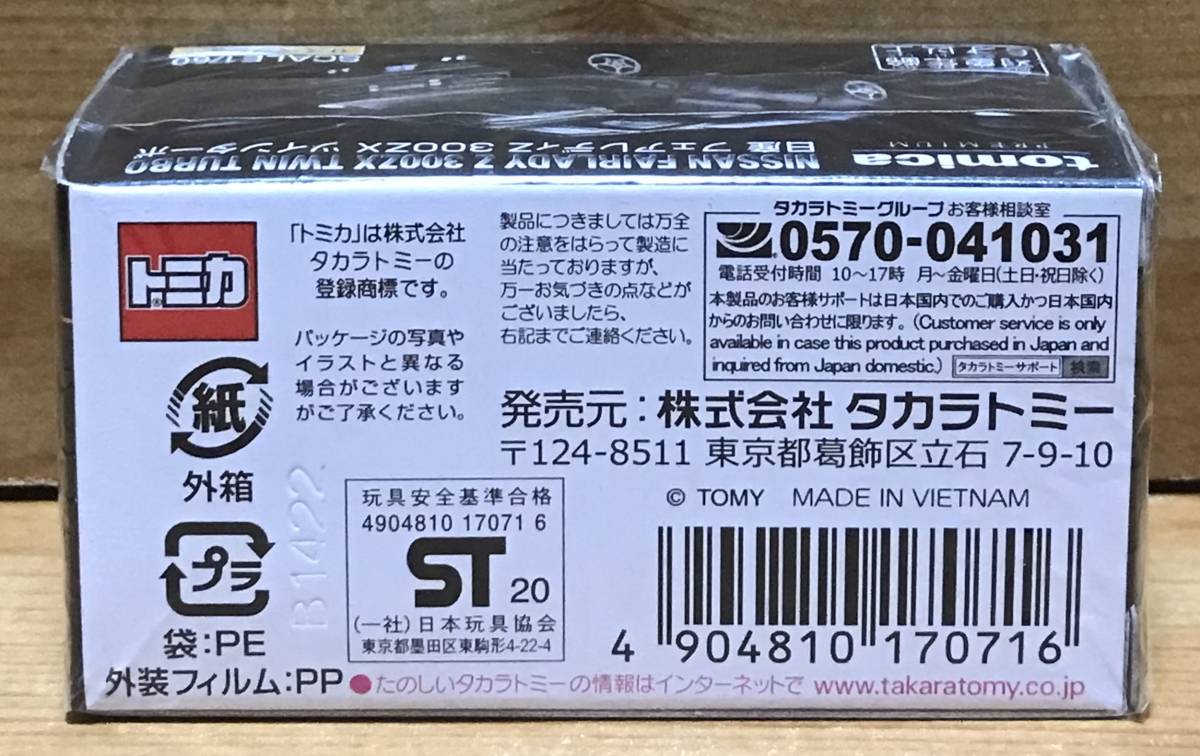 SCALE 1/60
対象年齢
6才以上
tomica
PREMIUM
日産 フェアレディZ 300ZX ツインターボ
NISSAN FAIRLADY Z 300ZX TWIN TURBO
トミカ®
「トミカ」は株式会社
タカラトミーの
登録商標です。
パッケージの写真や
イラストと異なる
場合がございます
がご了承ください。
製品につきましては万全
の注意をはらって製造に
当たっておりますが、
万一お気づきの点などが
ございましたら、
右記までご連絡ください。
タカラトミーグループ お客様相談室
0570-041031
電話受付時間 10～17時 月～金曜日(土日・祝日除く)
本製品のお客様サポートは日本国内でのご購入かつ日本国内
からのお問い合わせに限ります。(Customer service is only
available in case this product purchased in Japan and
inquired from Japan domestic.) タカラトミーサポート 検索
発売元：株式会社 タカラトミー
〒124-8511 東京都葛飾区立石 7-9-10
© TOMY MADE IN VIETNAM
紙
外箱
プラ
袋：PE
外装フィルム：PP
B1422
玩具安全基準合格
4904810 17071 6
ST 20
(一社)日本玩具協会
東京都墨田区東駒形4-22-4
4 904810 170716
●たのしいタカラトミーの情報はインターネットで www.takaratomy.co.jp